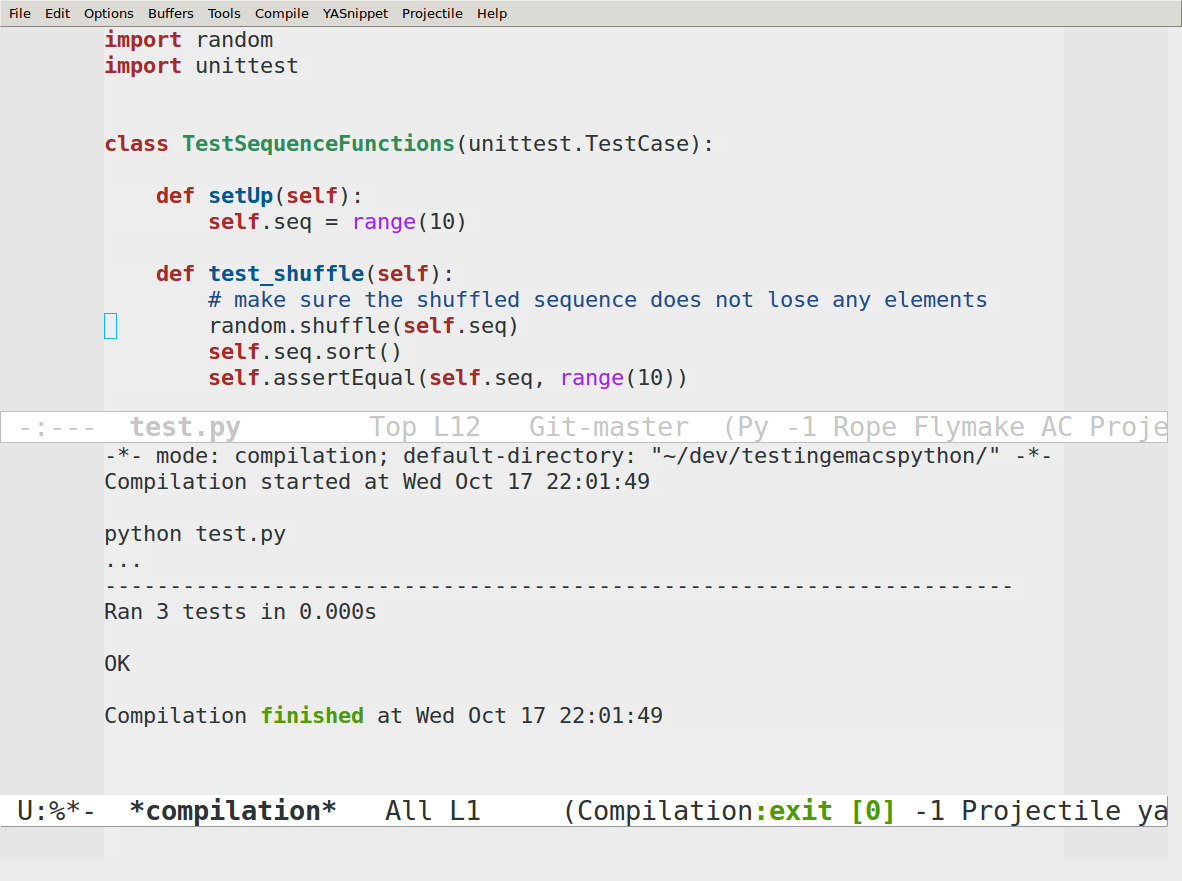 File Edit Options Buffers Tools Compile YASnippet Projectile Help
import random
import unittest
class TestSequenceFunctions(unittest.TestCase):
    def setUp(self):
        self.seq = range(10)
    def test_shuffle(self):
        # make sure the shuffled sequence does not lose any elements
        random.shuffle(self.seq)
        self.seq.sort()
        self.assertEqual(self.seq, range(10))
-:--- test.py Top L12 Git-master (Py -1 Rope Flymake AC Proje
-*- mode: compilation; default-directory: "~/dev/testingemacspython/" -*-
Compilation started at Wed Oct 17 22:01:49
python test.py
...
----------------------------------------------------------------------
Ran 3 tests in 0.000s
OK
Compilation finished at Wed Oct 17 22:01:49
U:%*- *compilation* All L1 (Compilation:exit [0] -1 Projectile ya